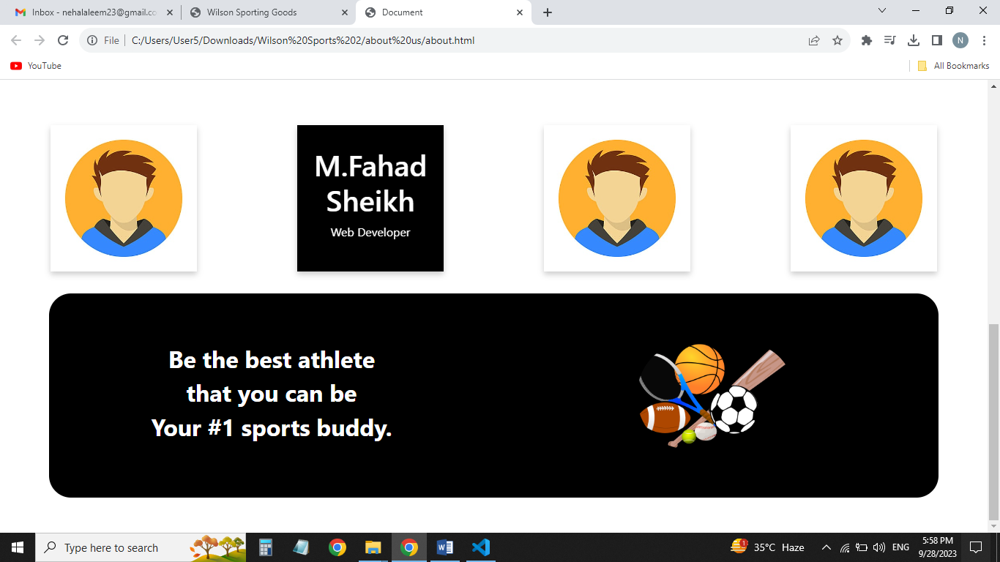 Inbox - nehalaleem23@gmail.co
Wilson Sporting Goods
Document
File
C:/Users/User5/Downloads/Wilson%20Sports%202/about%20us/about.html
N
YouTube
All Bookmarks
M.Fahad
Sheikh
Web Developer
Be the best athlete
that you can be
Your #1 sports buddy.
Type here to search
1
35°C Haze
ENG
5:58 PM
9/28/2023